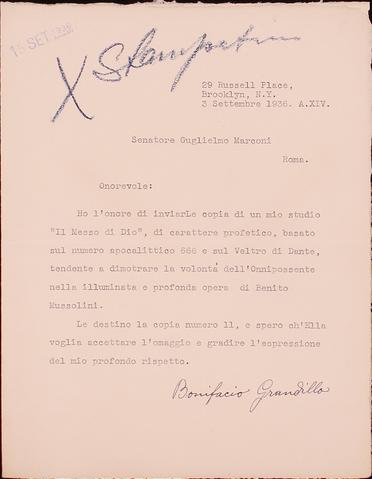 15 SET. 1936
X Stampe
29 Russell Place,
Brooklyn, N.Y.
3 Settembre 1936. A.XIV.
Senatore Guglielmo Marconi
Roma.
Onorevole:
Ho l'onore di inviarLe copia di un mio studio
"Il Messo di Dio", di carattere profetico, basato
sul numero apocalittico 666 e sul Veltro di Dante,
tendente a dimotrare la volontá dell'Onnipossente
nella illuminata e profonda opera di Benito
Mussolini.
Le destino la copia numero 11, e spero ch'Ella
voglia accettare l'omaggio e gradire l'espressione
del mio profondo rispetto.
Bonifacio Grandillo